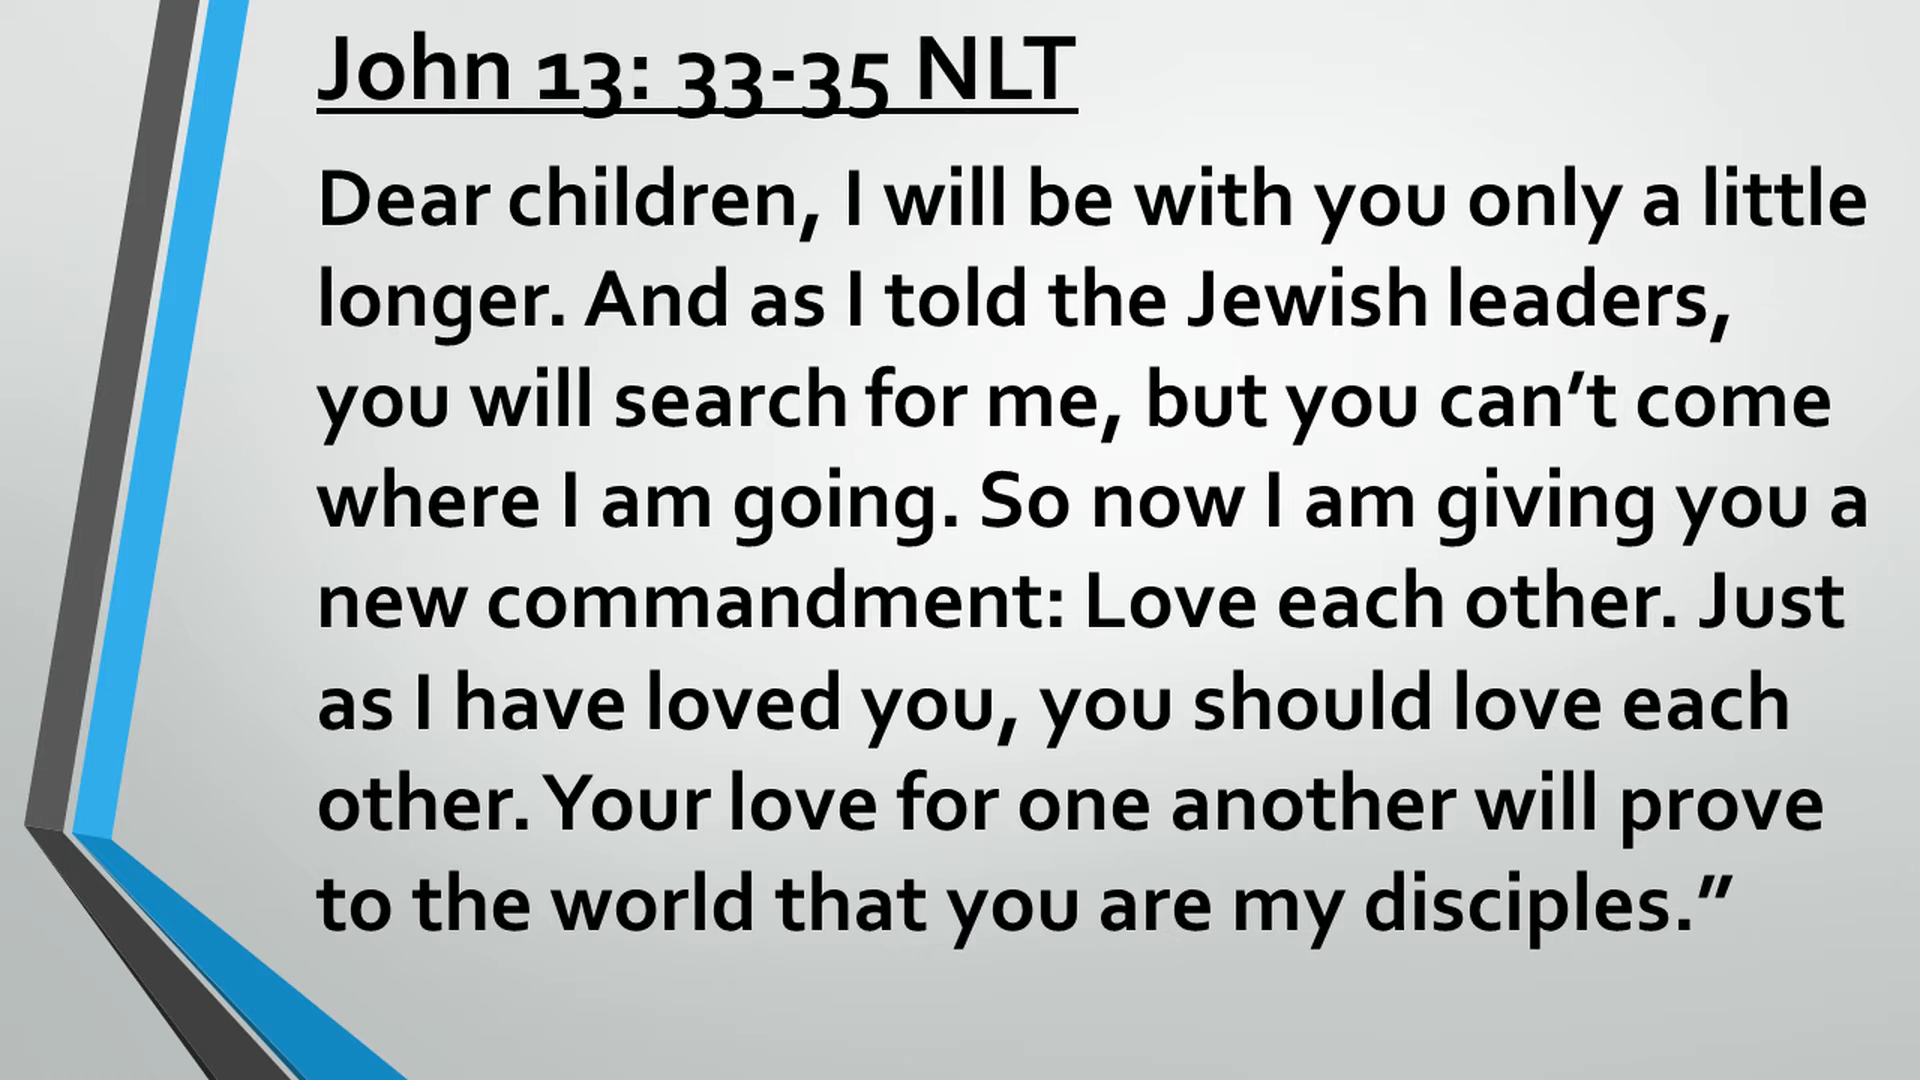 John 13: 33-35 NLT
Dear children, I will be with you only a little
longer. And as I told the Jewish leaders,
you will search for me, but you can’t come
where I am going. So now I am giving you a
new commandment: Love each other. Just
as I have loved you, you should love each
other. Your love for one another will prove
to the world that you are my disciples.”